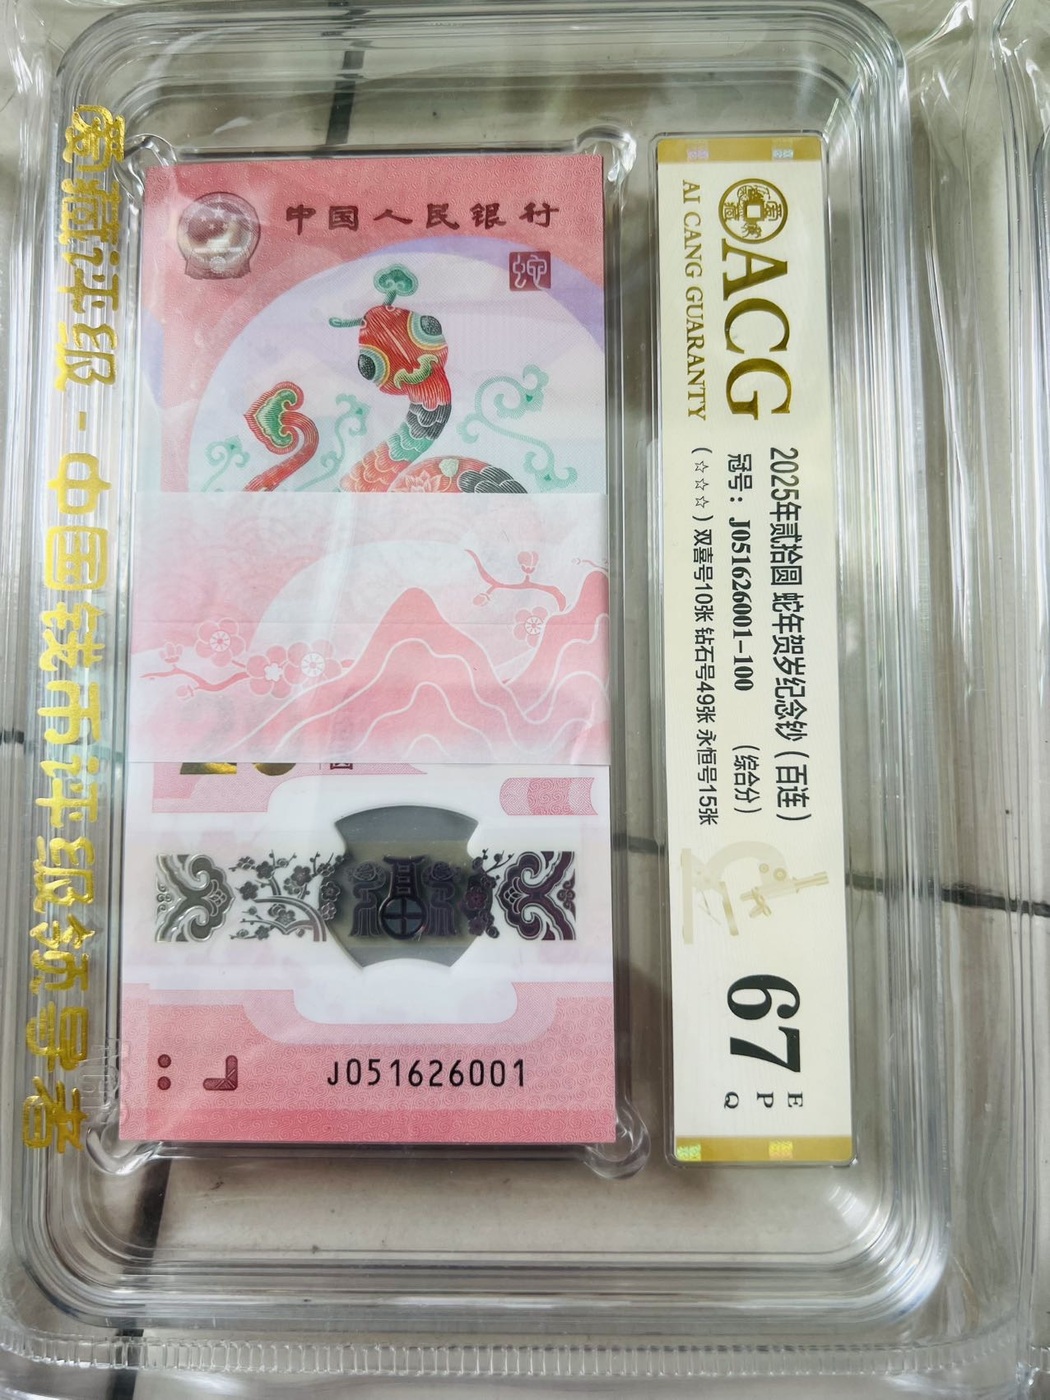 爱藏评级 - 中国钱币评级领导者
中国人民银行
J051626001
ACG
AI CANG GUARANTY
2025年贰拾圆 蛇年贺岁纪念钞（百连）
冠号：J051626001-100 （综合分）
（☆☆☆）双喜号10张 钻石号49张 永恒号15张
67
E
P
Q